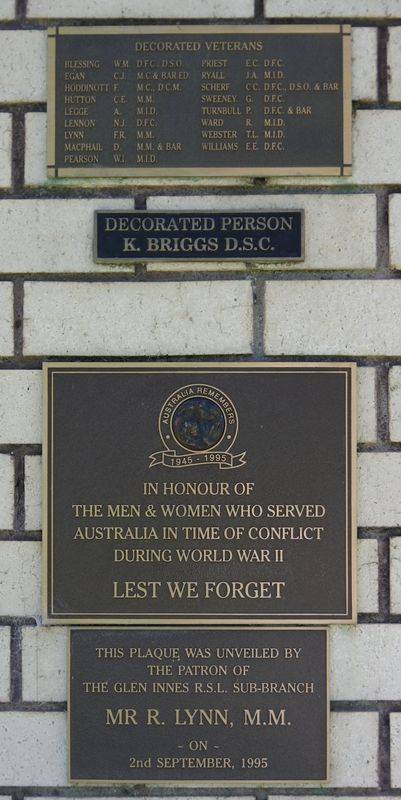 DECORATED VETERANS
BLESSING W.M. D.F.C., D.S.O.
EGAN C.J. M.C & BAR ED
HODDINOTT F. M.C., D.C.M.
HUTTON C.E. M.M.
LEGGE A. M.I.D.
LENNON N.J. D.F.C.
LYNN F.R. M.M.
MACPHAIL D. M.M. & BAR
PEARSON W.I. M.I.D.
PRIEST E.C. D.F.C.
RYALL J.A. M.I.D.
SCHERF C.C. D.F.C., D.S.O. & BAR
SWEENEY G. D.F.C.
TURNBULL P. D.F.C. & BAR
WARD R. M.I.D.
WEBSTER T.L. M.I.D.
WILLIAMS E.E. D.F.C.
DECORATED PERSON
K. BRIGGS D.S.C.
AUSTRALIA REMEMBERS
1945 - 1995
IN HONOUR OF
THE MEN & WOMEN WHO SERVED
AUSTRALIA IN TIME OF CONFLICT
DURING WORLD WAR II
LEST WE FORGET
THIS PLAQUE WAS UNVEILED BY
THE PATRON OF
THE GLEN INNES R.S.L. SUB-BRANCH
MR R. LYNN, M.M.
- ON -
2nd SEPTEMBER, 1995